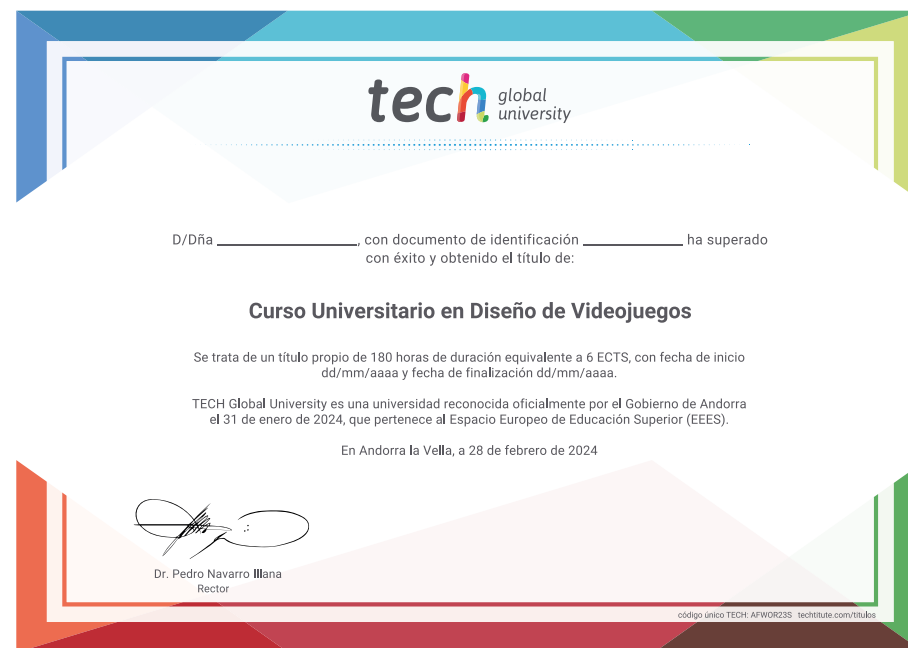 tech global
university
D/Dña ______________, con documento de identificación __________ ha superado
con éxito y obtenido el título de:
Curso Universitario en Diseño de Videojuegos
Se trata de un título propio de 180 horas de duración equivalente a 6 ECTS, con fecha de inicio
dd/mm/aaaa y fecha de finalización dd/mm/aaaa.
TECH Global University es una universidad reconocida oficialmente por el Gobierno de Andorra
el 31 de enero de 2024, que pertenece al Espacio Europeo de Educación Superior (EEES).
En Andorra la Vella, a 28 de febrero de 2024
Dr. Pedro Navarro Illana
Rector
código único TECH: AFWOR23S techtitute.com/titulos